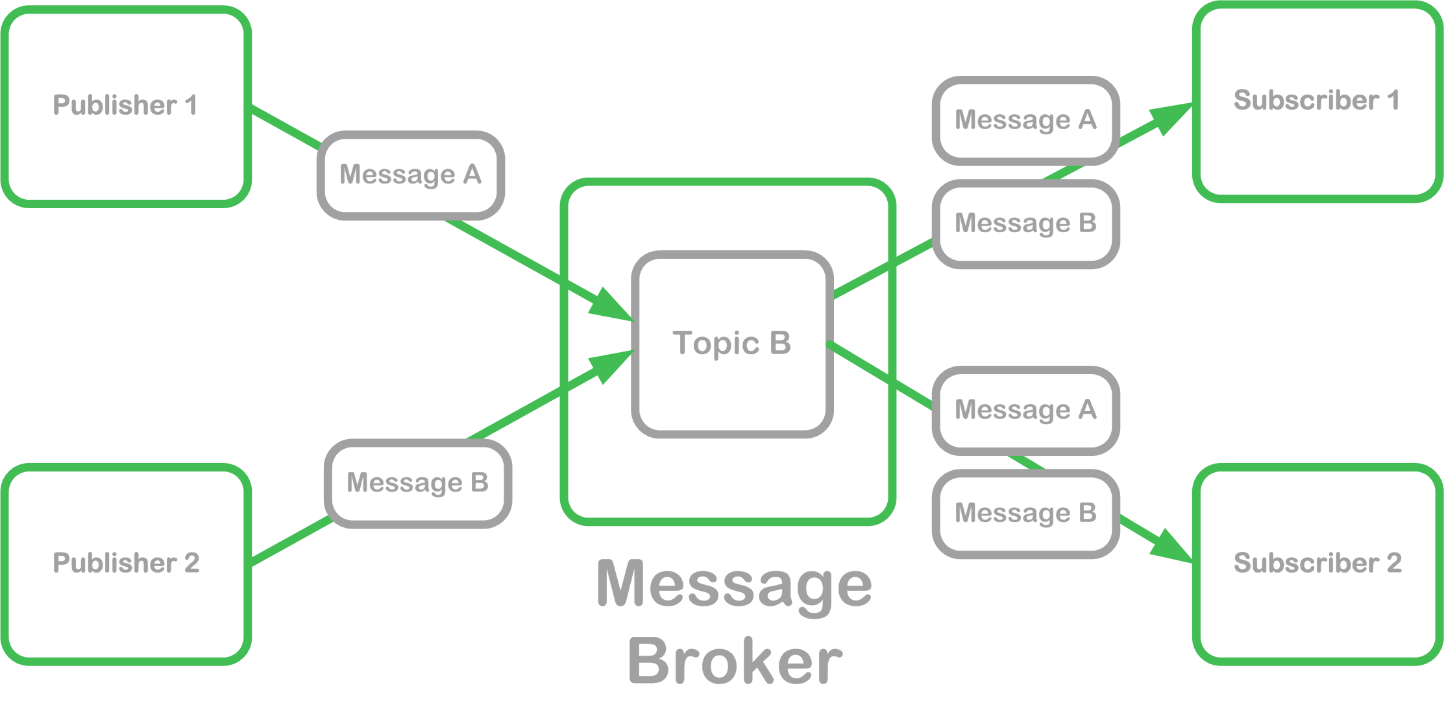 Publisher 1
Message A
Publisher 2
Message B
Topic B
Message
Broker
Message A
Message B
Subscriber 1
Message A
Message B
Subscriber 2